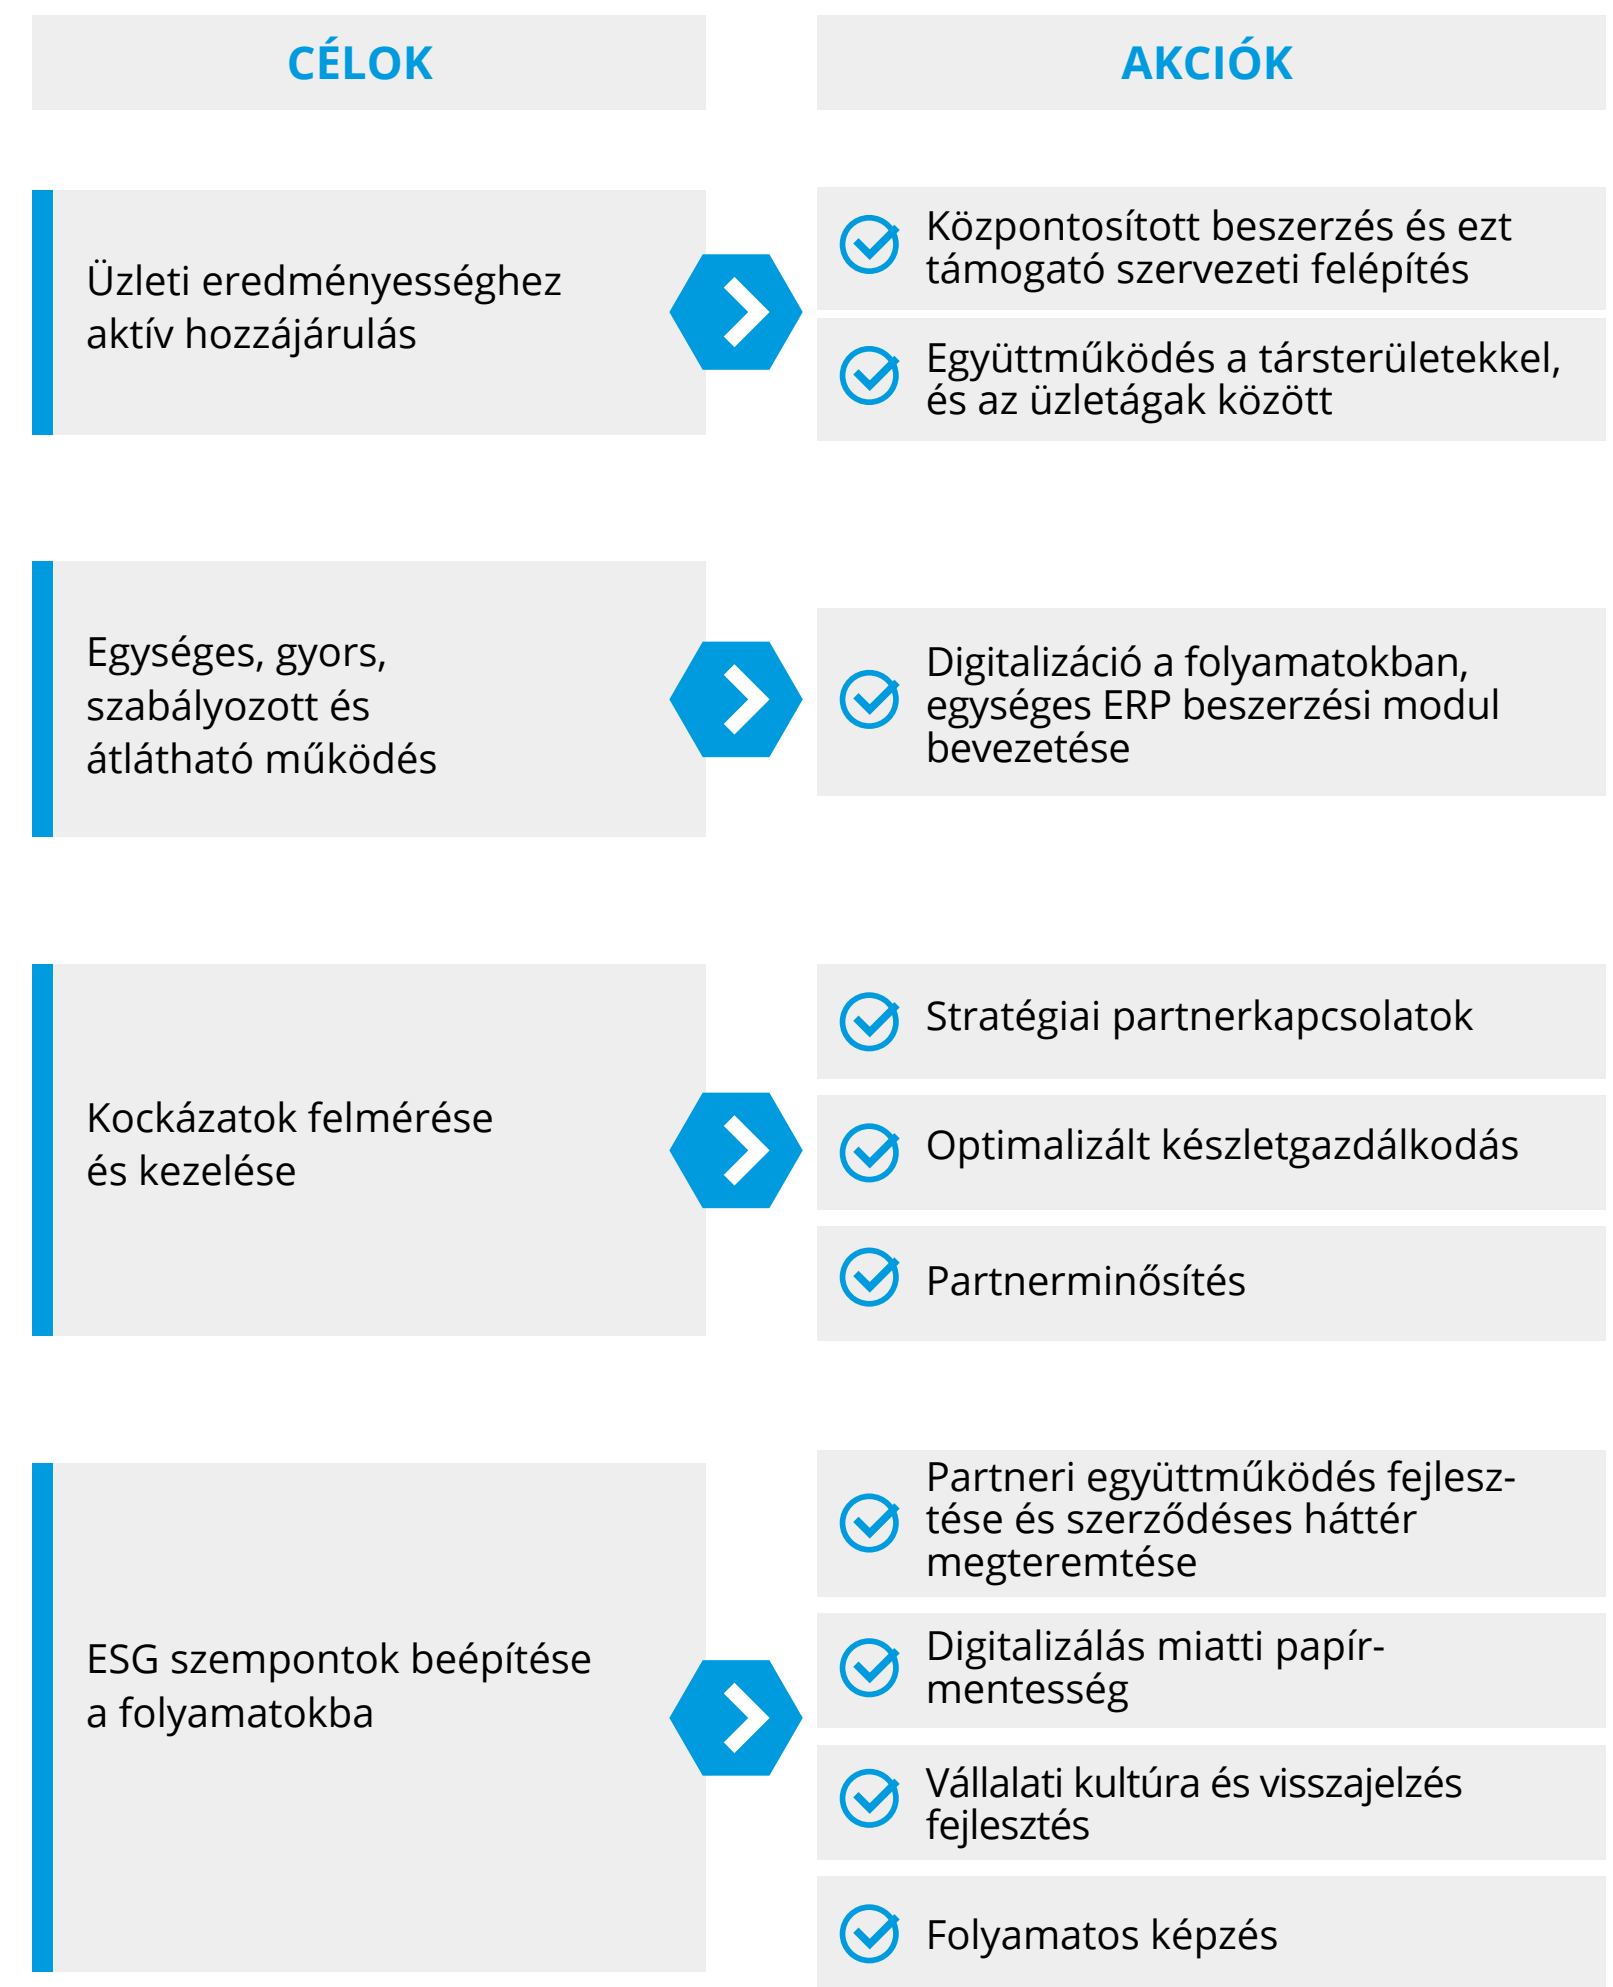 CÉLOK
AKCIÓK
Üzleti eredményességhez
aktív hozzájárulás
Központosított beszerzés és ezt
támogató szervezeti felépítés
Együttműködés a társterületekkel,
és az üzletágak között
Egységes, gyors,
szabályozott és
átlátható működés
Digitalizáció a folyamatokban,
egységes ERP beszerzési modul
bevezetése
Kockázatok felmérése
és kezelése
Stratégiai partnerkapcsolatok
Optimalizált készletgazdálkodás
Partnerminősítés
ESG szempontok beépítése
a folyamatokba
Partneri együttműködés fejlesz-
tése és szerződéses háttér
megteremtése
Digitalizálás miatti papír-
mentesség
Vállalati kultúra és visszajelzés
fejlesztés
Folyamatos képzés